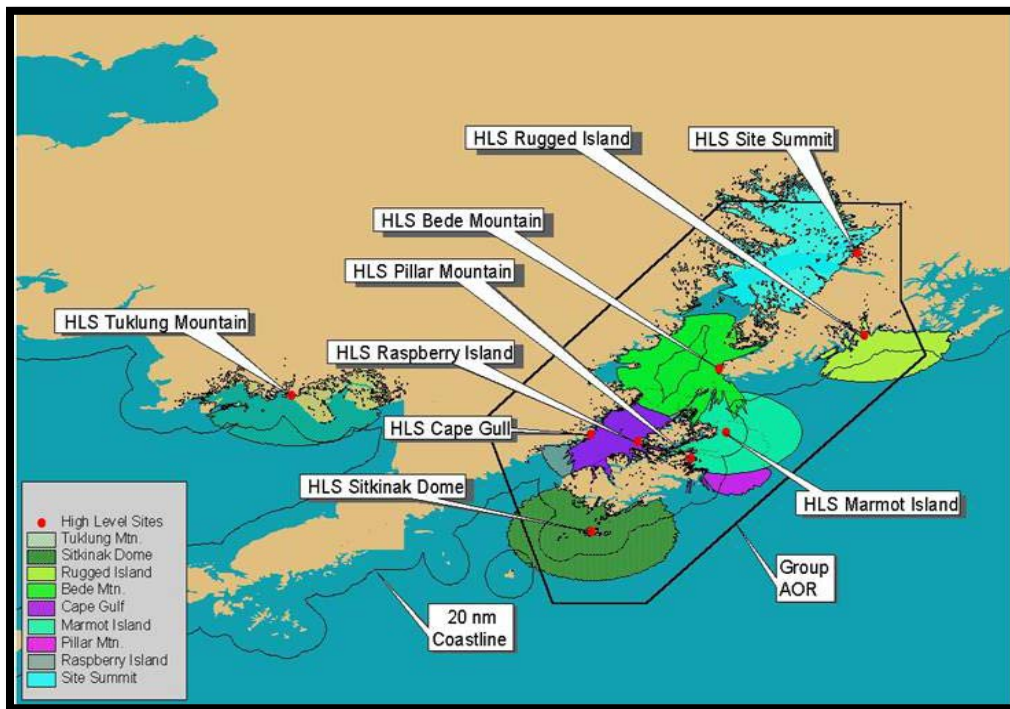 HLS Rugged Island
HLS Site Summit
HLS Bede Mountain
HLS Pillar Mountain
HLS Tuklung Mountain
HLS Raspberry Island
HLS Cape Gull
HLS Sitkinak Dome
HLS Marmot Island
Group
AOR
20 nm
Coastline
High Level Sites
Tuklung Mtn.
Sitkinak Dome
Rugged Island
Bede Mtn.
Cape Gulf
Marmot Island
Pillar Mtn.
Raspberry Island
Site Summit